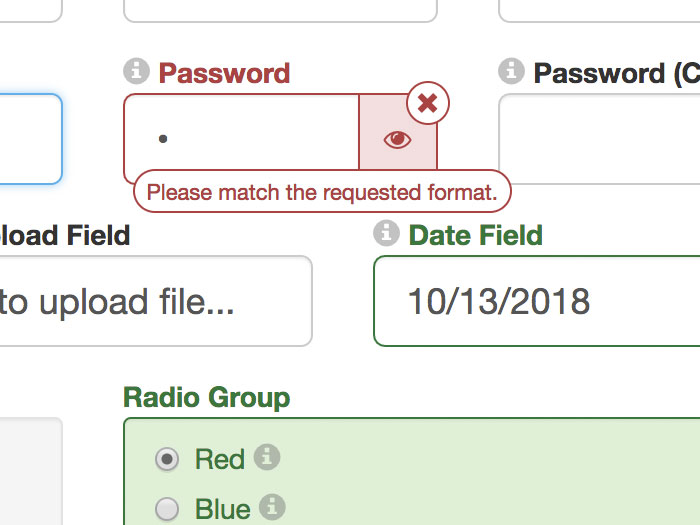 Password
Password (C
Please match the requested format.
load Field
Date Field
to upload file...
10/13/2018
Radio Group
Red
Blue